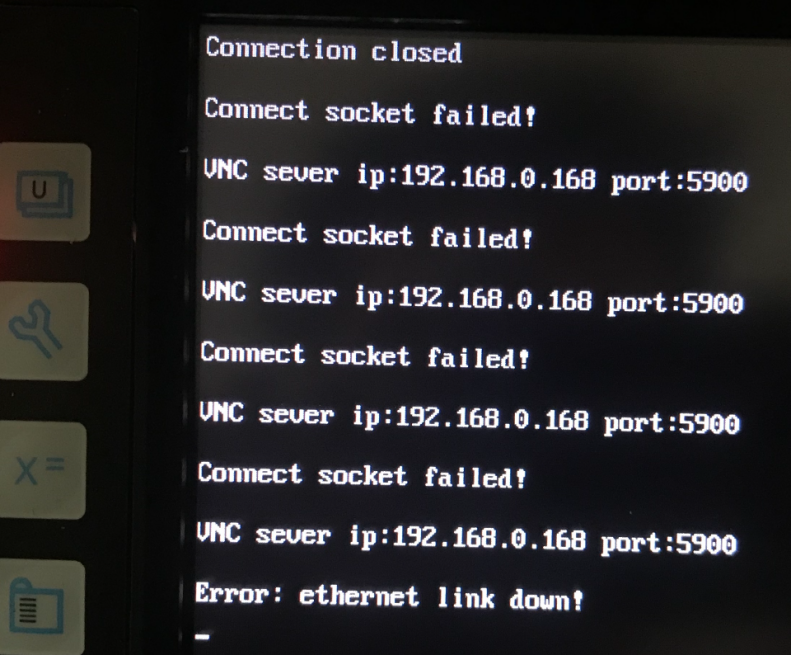 Connection closed
Connect socket failed!
VNC sever ip:192.168.0.168 port:5900
Connect socket failed!
VNC sever ip:192.168.0.168 port:5900
Connect socket failed!
VNC sever ip:192.168.0.168 port:5900
Connect socket failed!
VNC sever ip:192.168.0.168 port:5900
Error: ethernet link down!
U
X=